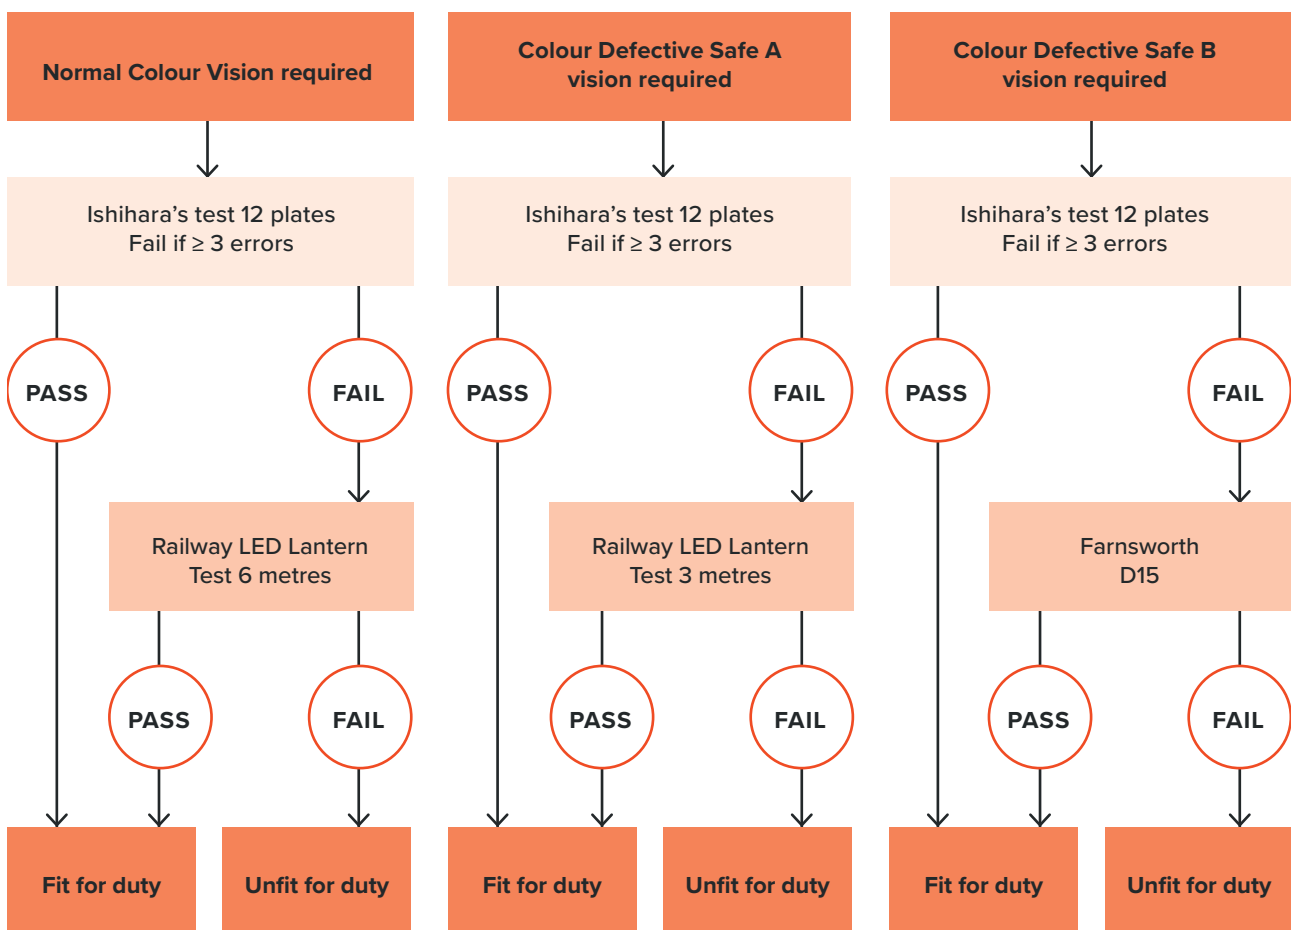 Normal Colour Vision required
Colour Defective Safe A
vision required
Colour Defective Safe B
vision required
Ishihara's test 12 plates
Fail if ≥ 3 errors
Ishihara's test 12 plates
Fail if ≥ 3 errors
Ishihara's test 12 plates
Fail if ≥ 3 errors
PASS
FAIL
PASS
FAIL
PASS
FAIL
Railway LED Lantern
Test 6 metres
Railway LED Lantern
Test 3 metres
Farnsworth
D15
PASS
FAIL
PASS
FAIL
PASS
FAIL
Fit for duty
Unfit for duty
Fit for duty
Unfit for duty
Fit for duty
Unfit for duty